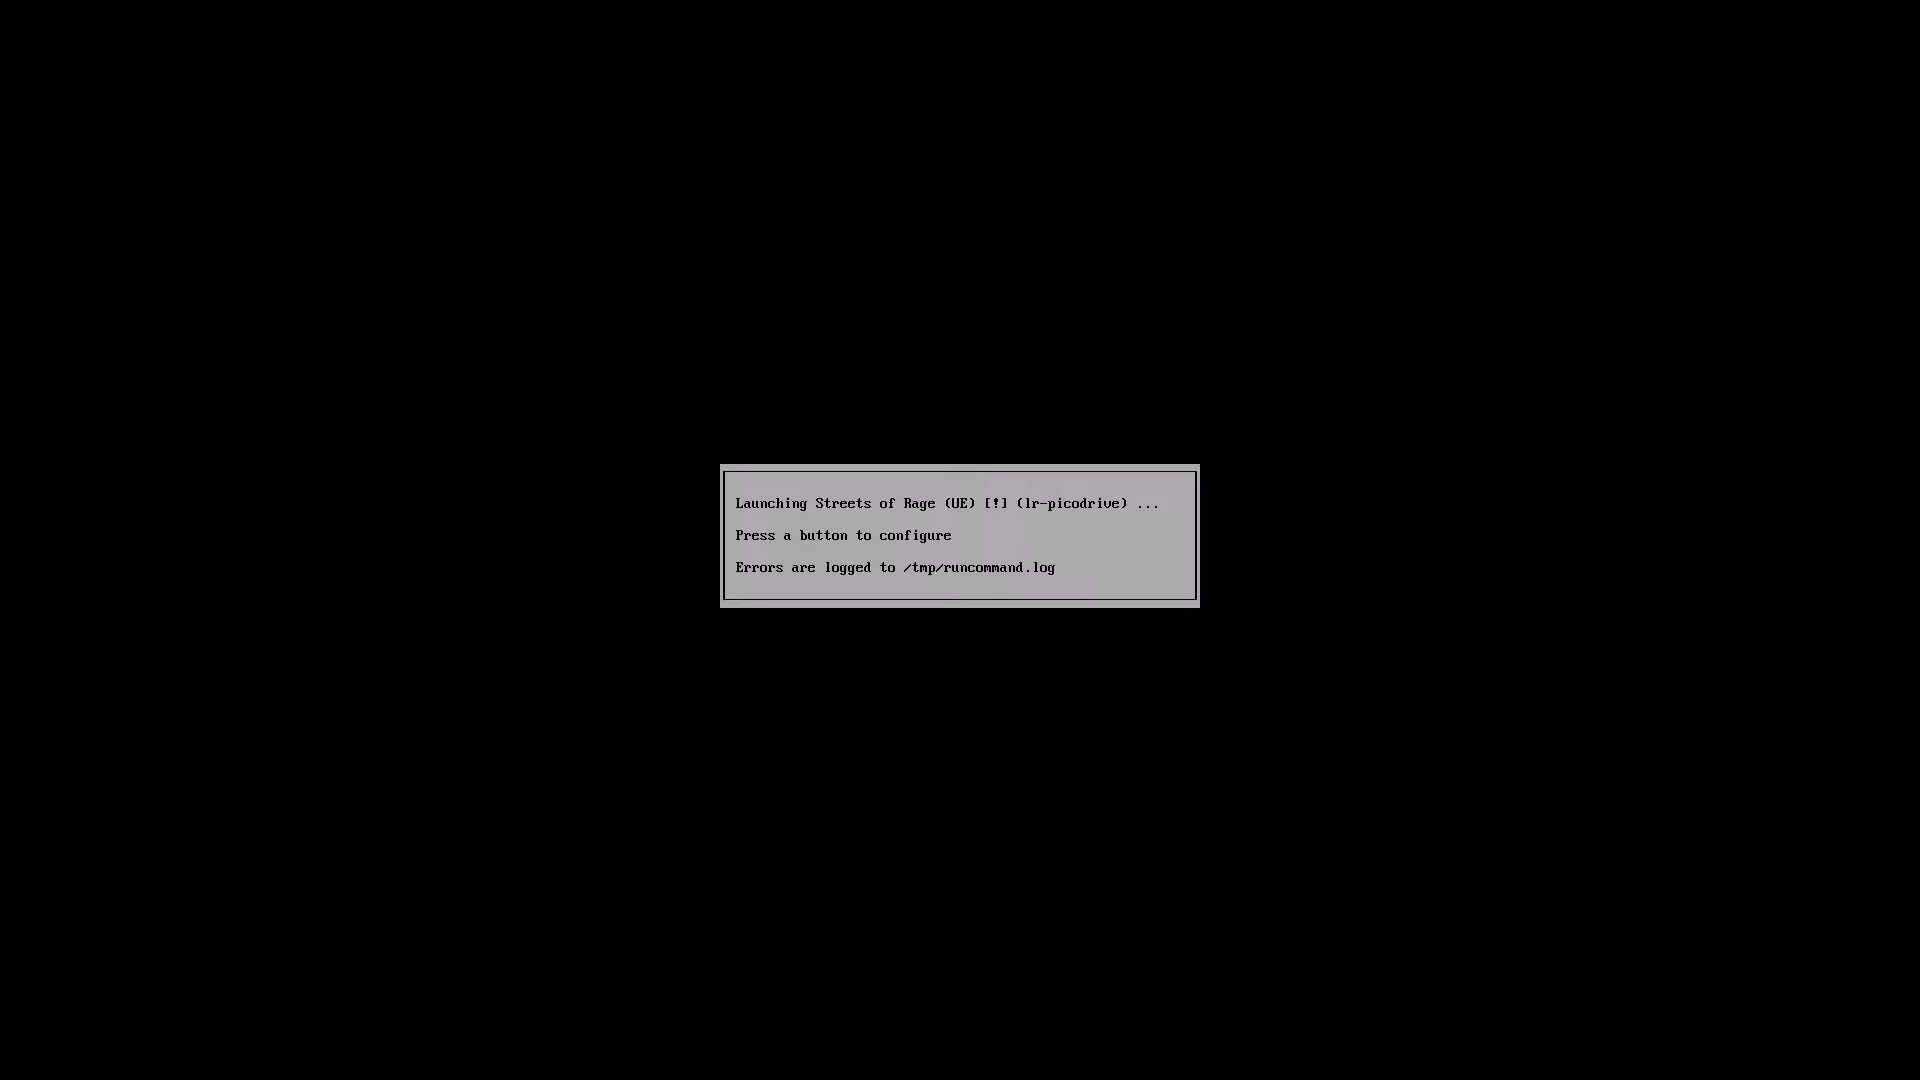 Launching Streets of Rage (UE) [!] (lr-picodrive) ...
Press a button to configure
Errors are logged to /tmp/runcommand.log